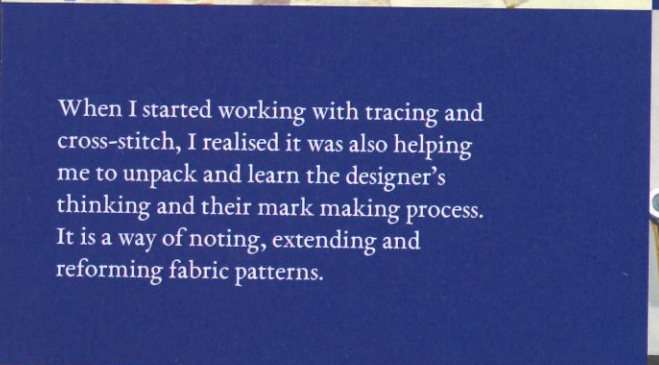 When I started working with tracing and
cross-stitch, I realised it was also helping
me to unpack and learn the designer's
thinking and their mark making process.
It is a way of noting, extending and
reforming fabric patterns.